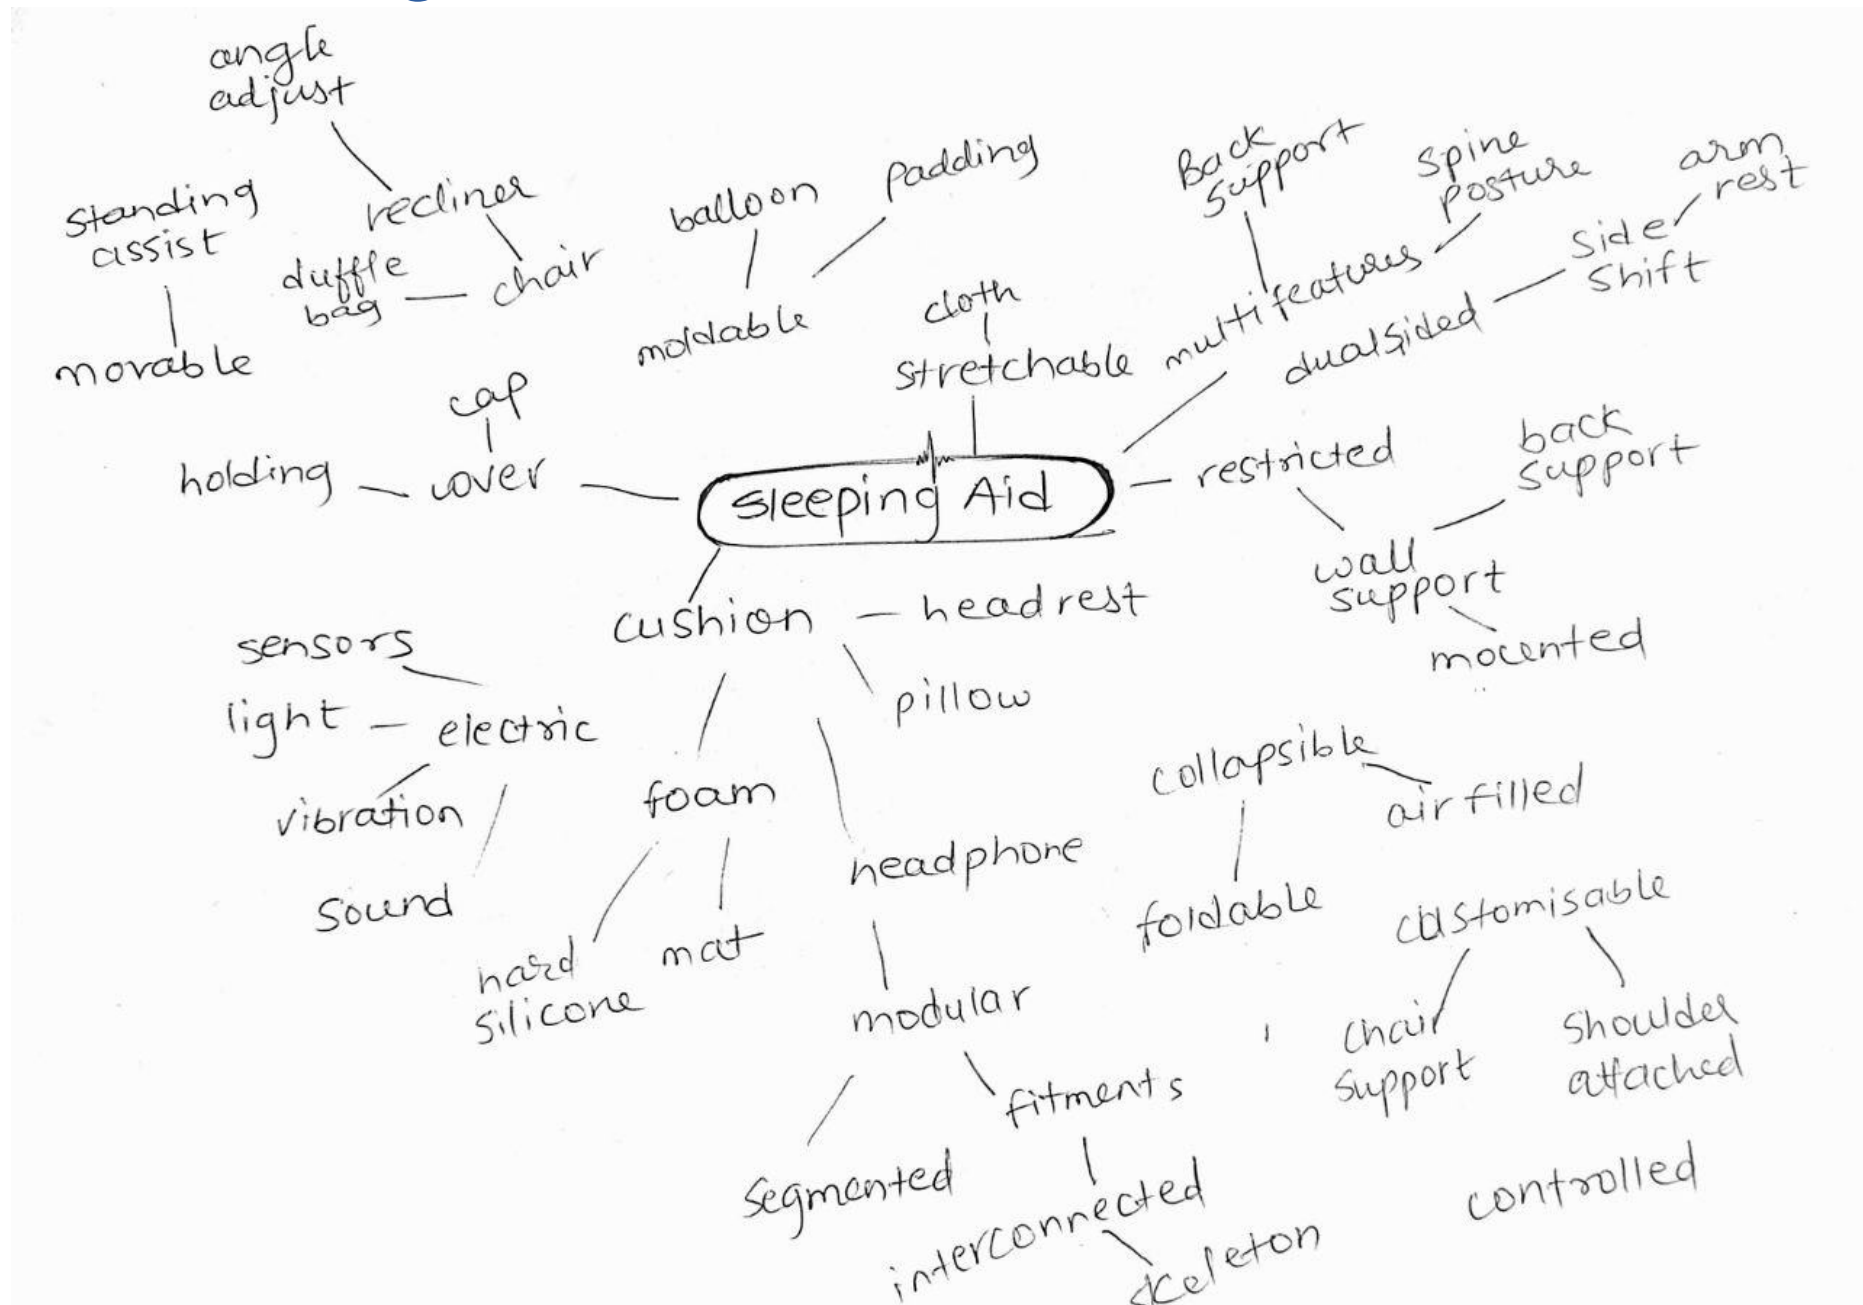 angle
adjust
standing
assist
recliner
duffle
bag
chair
movable
balloon
padding
moldable
cloth
stretchable
Back
support
spine
posture
arm
rest
multifeatures
side
shift
dualsided
cap
holding
cover
sleeping Aid
restricted
back
support
wall
support
mounted
cushion
headrest
pillow
sensors
light
electric
vibration
sound
foam
hard
silicone
mat
headphone
collapsible
air filled
foldable
customisable
chair
support
shoulder
attached
modular
fitments
segmented
interconnected
skeleton
controlled